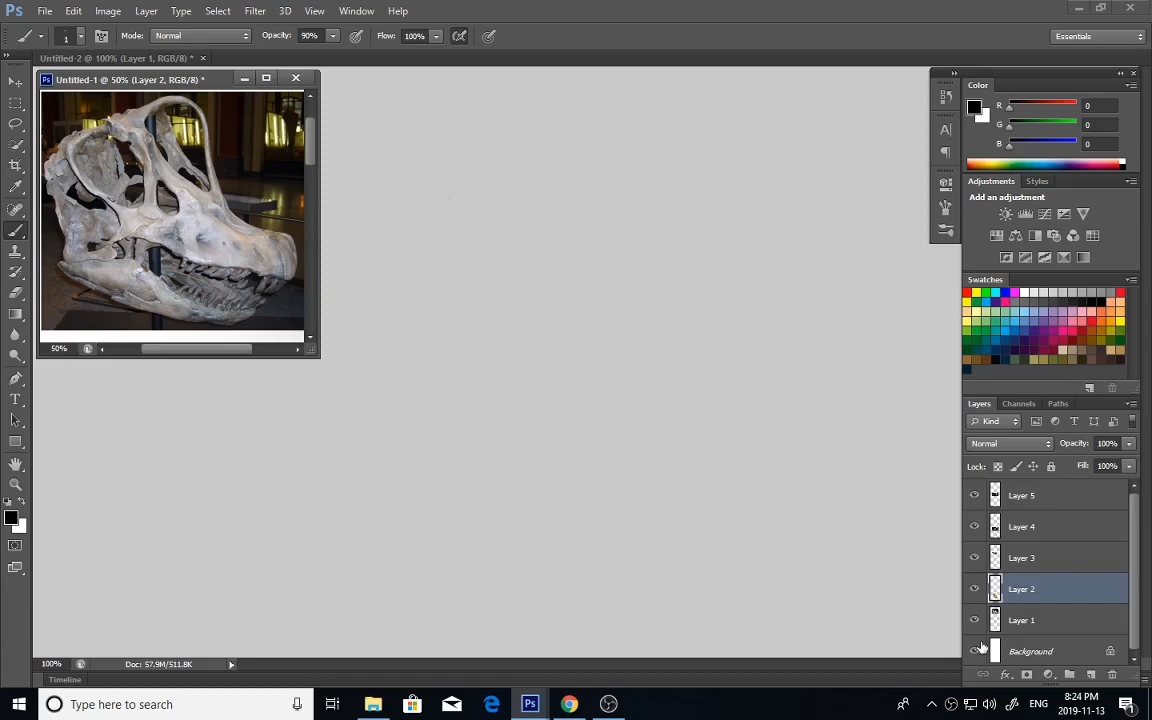 Ps File Edit Image Layer Type Select Filter 3D View Window Help
1 Mode: Normal Opacity: 90% Flow: 100% Essentials
Untitled-2 @ 100% (Layer 1, RGB/8) * ×
Ps Untitled-1 @ 50% (Layer 2, RGB/8) *
Color
R 0
G 0
B 0
Adjustments Styles
Add an adjustment
Swatches
50%
Layers Channels Paths
Kind
Normal Opacity: 100%
Lock: Fill: 100%
Layer 5
Layer 4
Layer 3
Layer 2
Layer 1
Background
100% Doc: 57.9M/511.8K
Timeline
Type here to search
Ps
ENG
8:24 PM
2019-11-13
1